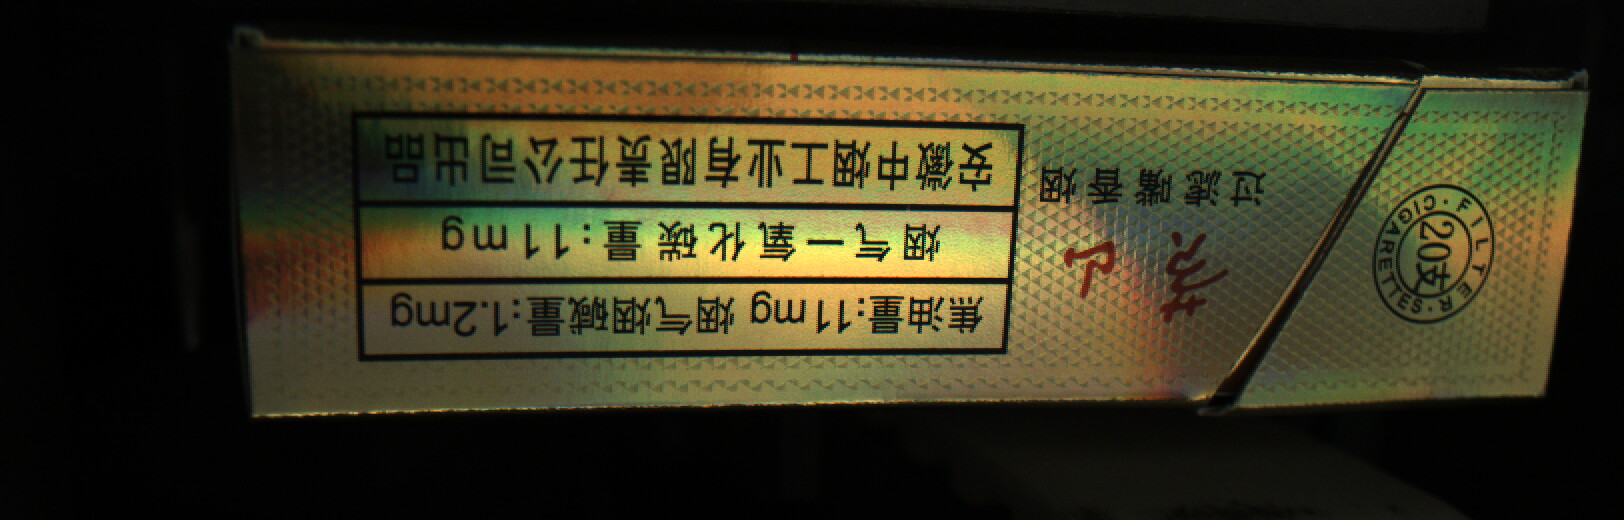 FILTER·CIGARETTES·
20支
过滤嘴香烟
焦油量:11mg 烟气烟碱量:1.2mg
烟气一氧化碳量:11mg
安徽中烟工业有限责任公司出品